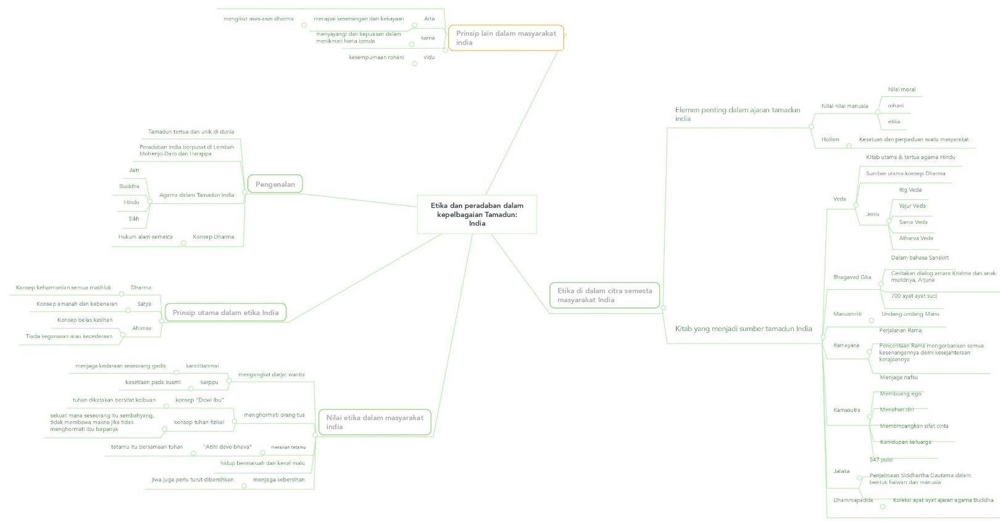 Etika dan peradaban dalam
kepelbagaian Tamadun:
India
Prinsip lain dalam masyarakat
india
Arta
mecapai kesenangan dan kekayaan
mengikut asas-asas dharma
kama
menyayangi dan kepuasan dalam
menikmati harta benda
vidu
kesempurnaan rohani
Pengenalan
Tamadun tertua dan unik di dunia
Peradaban India berpusat di Lembah
Mohenjo-Daro dan Harappa
Agama dalam Tamadun India
Jain
Buddha
Hindu
Sikh
Konsep Dharma
Hukum alam semesta
Prinsip utama dalam etika India
Dharma
Konsep keharmonian semua makhluk
Satya
Konsep amanah dan kebenaran
Ahimsa
Konsep belas kasihan
Tiada keganasan atau kecederaan
Nilai etika dalam masyarakat
india
mengangkat darjat wantia
kannittanmai
menjaga kedaraan seseorang gadis
karppu
kesetiaan pada suami
menghormati orang tua
konsep "Dewi ibu"
tuhan dikatakan bersifat keibuan
konsep tuhan fizikal
sekuat mana seseorang itu sembahyang,
tidak membawa makna jika tidak
menghormati ibu bapanya
meraikan tetamu
"Atihi devo bhava"
tetamu itu bersamaan tuhan
hidup bermaruah dan kenal malu
menjaga kebersihan
jiwa juga perlu turut dibersihkan
Etika di dalam citra semesta
masyarakat India
Elemen penting dalam ajaran tamadun
india
Nilai-nilai manusia
Nilai moral
rohani
etika
Holism
Kesatuan dan perpaduan suatu masyarakat
Kitab yang menjadi sumber tamadun India
Veda
Kitab utama & tertua agama Hindu
Sumber utama konsep Dharma
Jenis
Rig Veda
Yajur Veda
Sama Veda
Atharva Veda
Bhagavad Gita
Dalam bahasa Sanskirt
Ceritakan dialog antara Krishna dan anak
muridnya, Arjuna
700 ayat-ayat suci
Manusmriti
Undang-undang Manu
Ramayana
Perjalanan Rama
Penceritaan Rama mengorbankan semua
kesenangannya demi kesejahteraan
kerajaannya
Kamasutra
Menjaga nafsu
Membuang ego
Menahan diri
Membincangkan sifat cinta
Kehidupan keluarga
Jataka
547 puisi
Penjelmaan Siddhartha Gautama dalam
bentuk haiwan dan manusia
Dhammapadda
Koleksi ayat-ayat ajaran agama Buddha